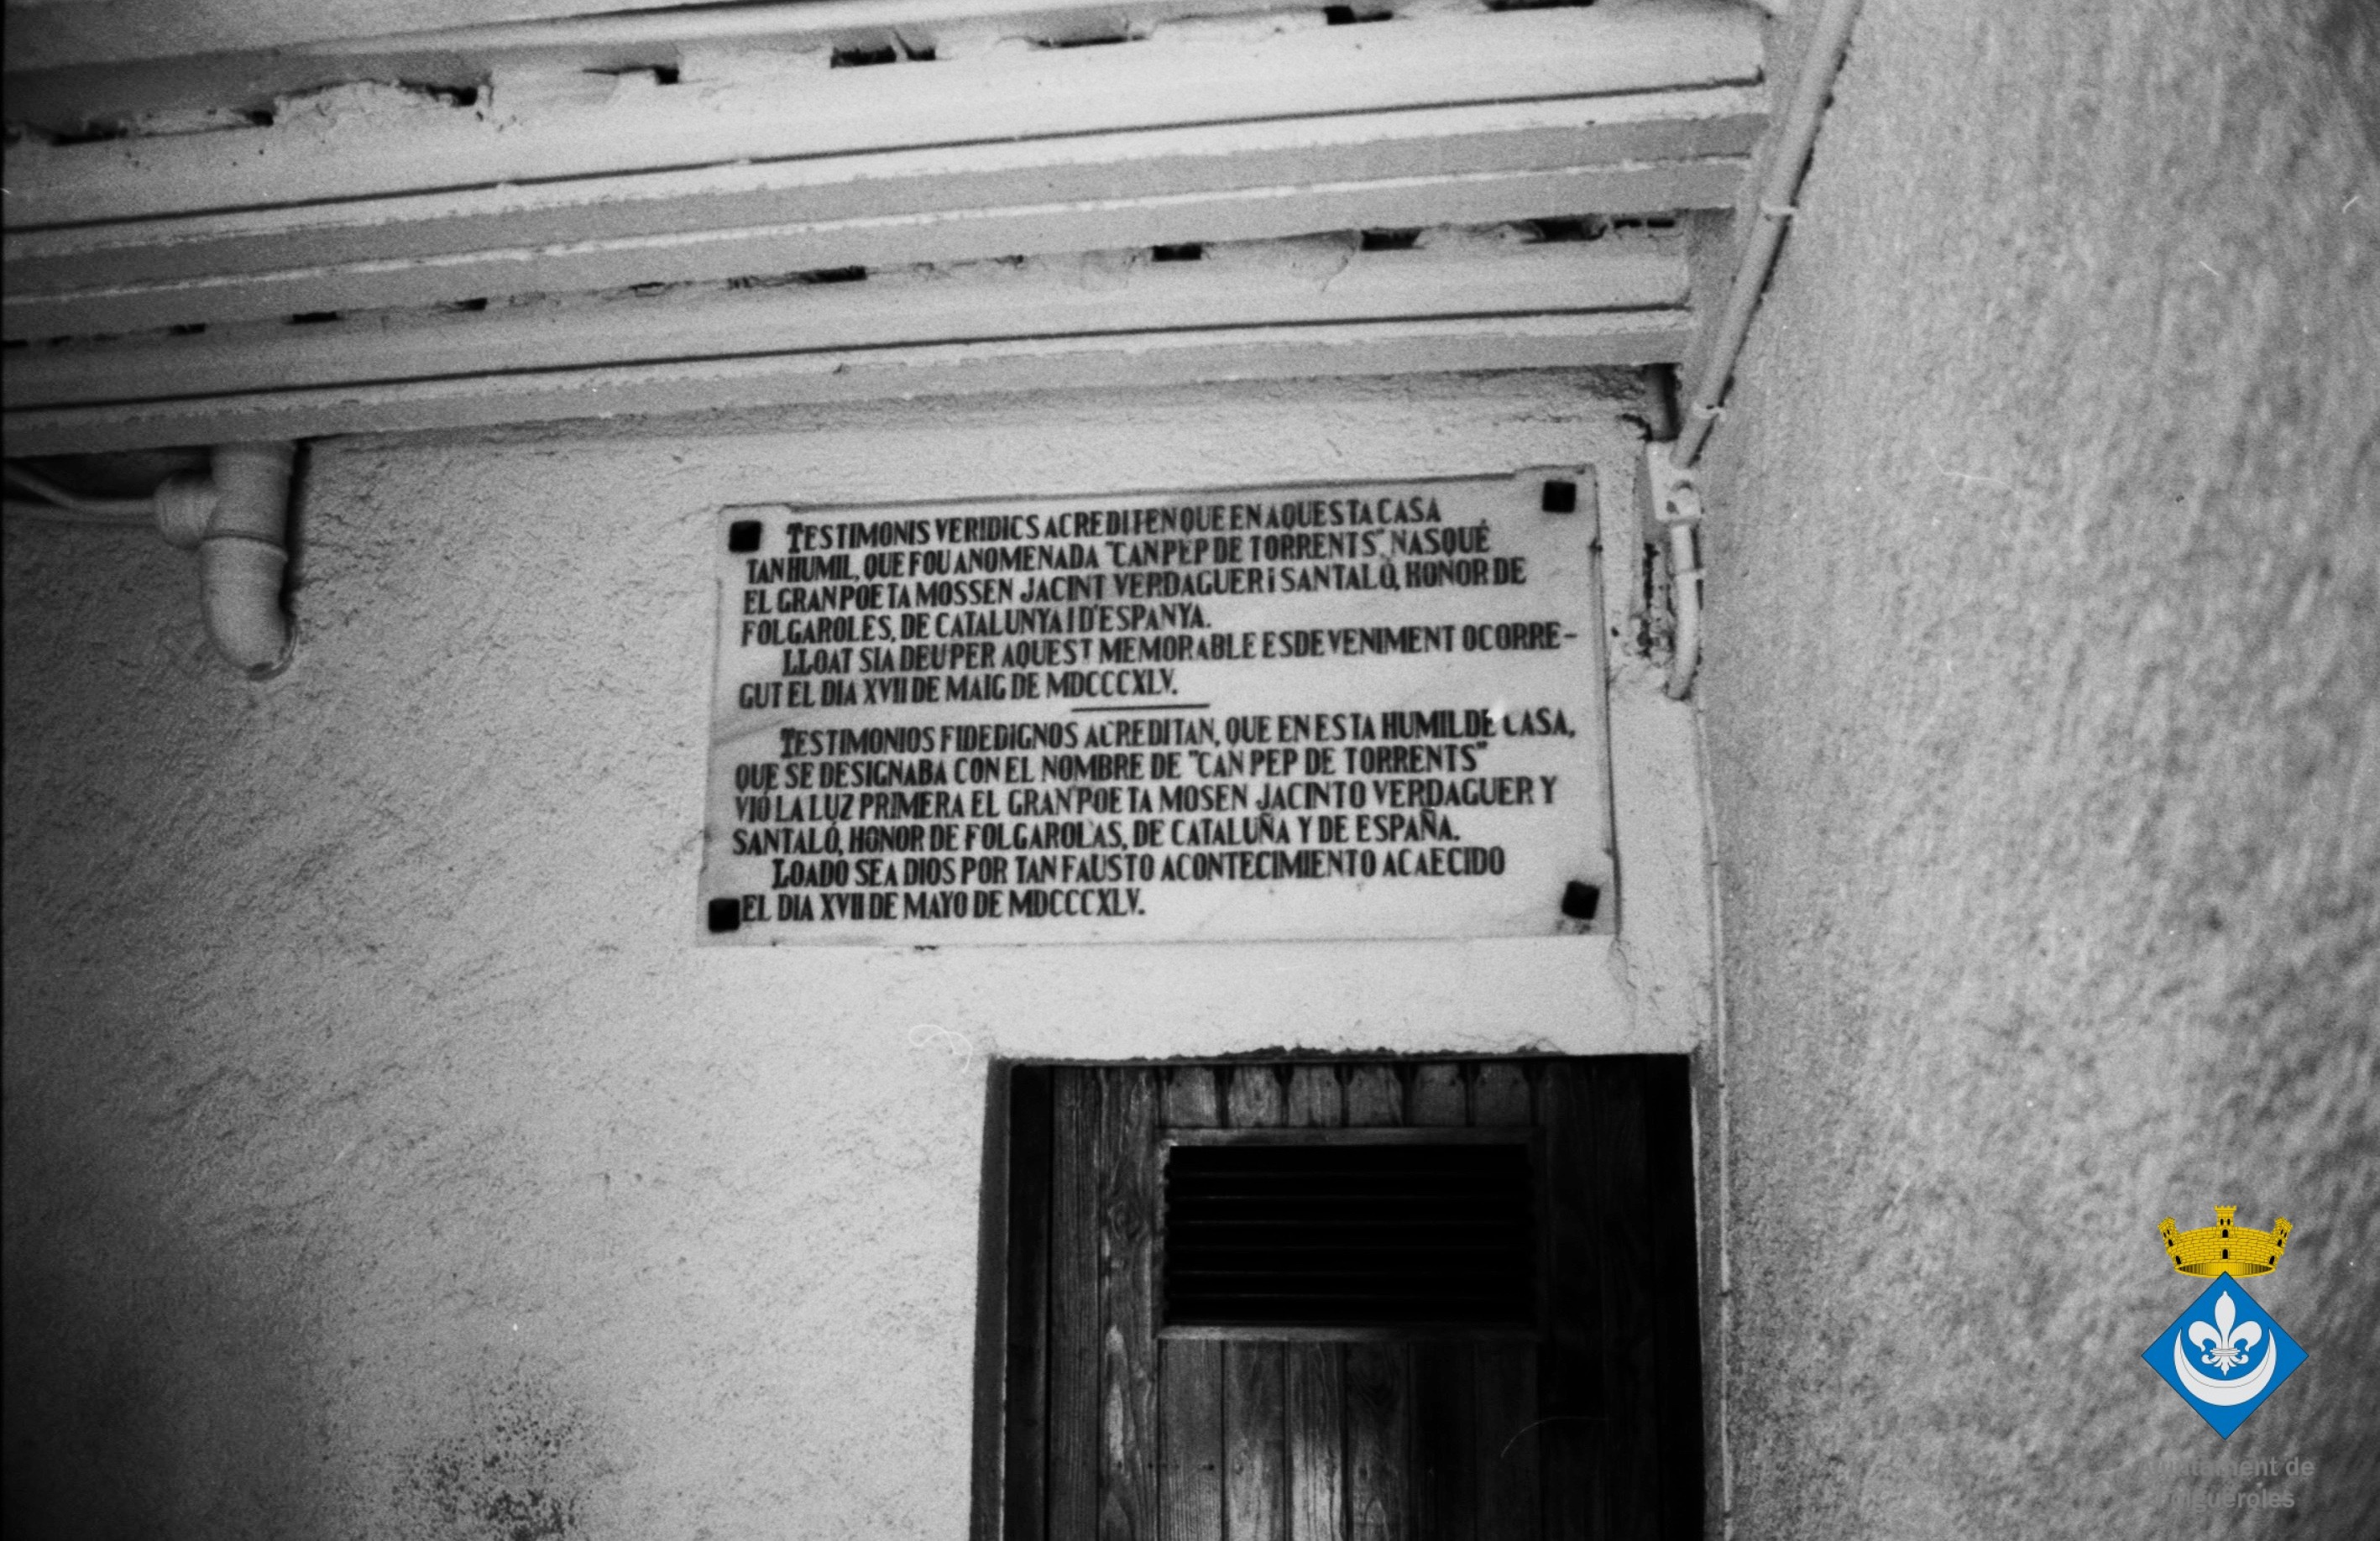 TESTIMONIS VERIDICS ACREDITEN QUE EN AQUESTA CASA
TAN HUMIL, QUE FOU ANOMENADA "CAN PEP DE TORRENTS", NASQUÉ
EL GRAN POETA MOSSEN JACINT VERDAGUER i SANTALÒ, HONOR DE
FOLGAROLES, DE CATALUNYA I D'ESPANYA.
LLOAT SIA DEU PER AQUEST MEMORABLE ESDEVENIMENT OCORRE-
GUT EL DIA XVII DE MAIG DE MDCCCXLV.
TESTIMONIOS FIDEDIGNOS ACREDITAN, QUE EN ESTA HUMILDE CASA,
QUE SE DESIGNABA CON EL NOMBRE DE "CAN PEP DE TORRENTS"
VIÓ LA LUZ PRIMERA EL GRAN POETA MOSEN JACINTO VERDAGUER Y
SANTALÓ, HONOR DE FOLGAROLAS, DE CATALUÑA Y DE ESPAÑA.
LOADO SEA DIOS POR TAN FAUSTO ACONTECIMIENTO ACAECIDO
EL DIA XVII DE MAYO DE MDCCCXLV.
Ajuntament de
Folgueroles